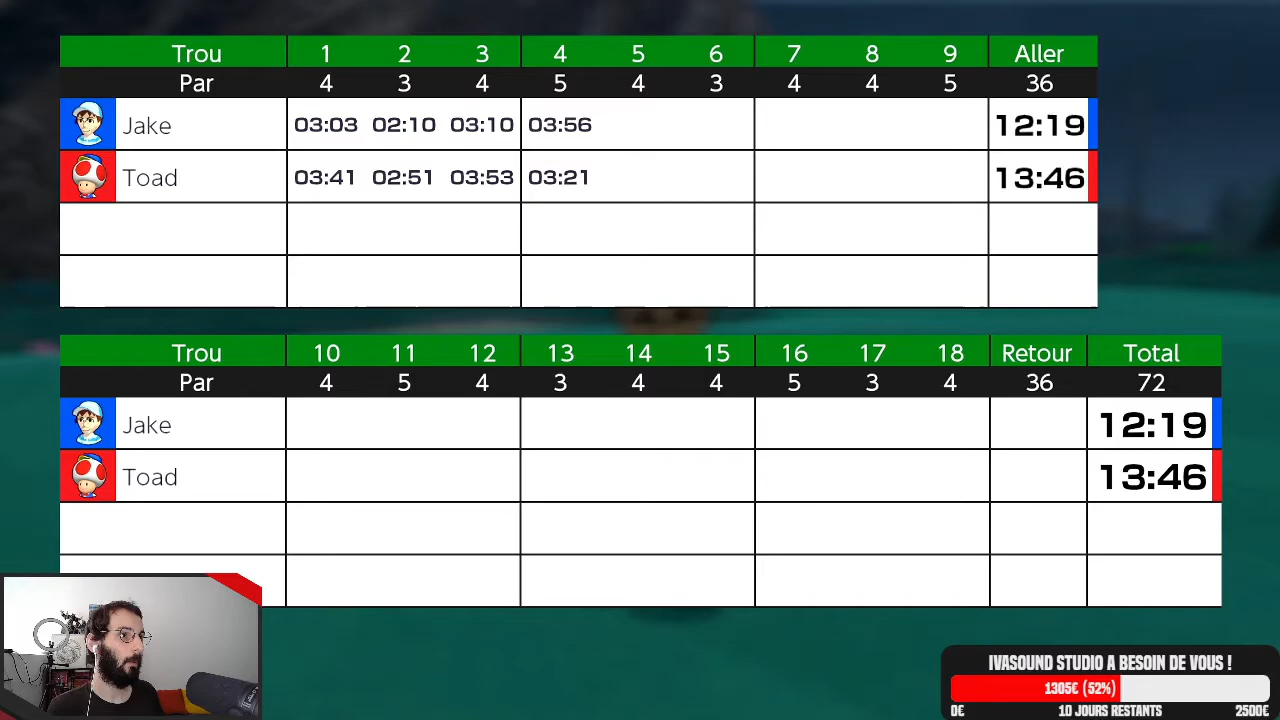 Trou 1 2 3 4 5 6 7 8 9 Aller
Par 4 3 4 5 4 3 4 4 5 36
Jake 03:03 02:10 03:10 03:56 12:19
Toad 03:41 02:51 03:53 03:21 13:46
Trou 10 11 12 13 14 15 16 17 18 Retour Total
Par 4 5 4 3 4 4 5 3 4 36 72
Jake 12:19
Toad 13:46
IVASOUND STUDIO A BESOIN DE VOUS !
1305€ (52%)
0€ 10 JOURS RESTANTS 2500€